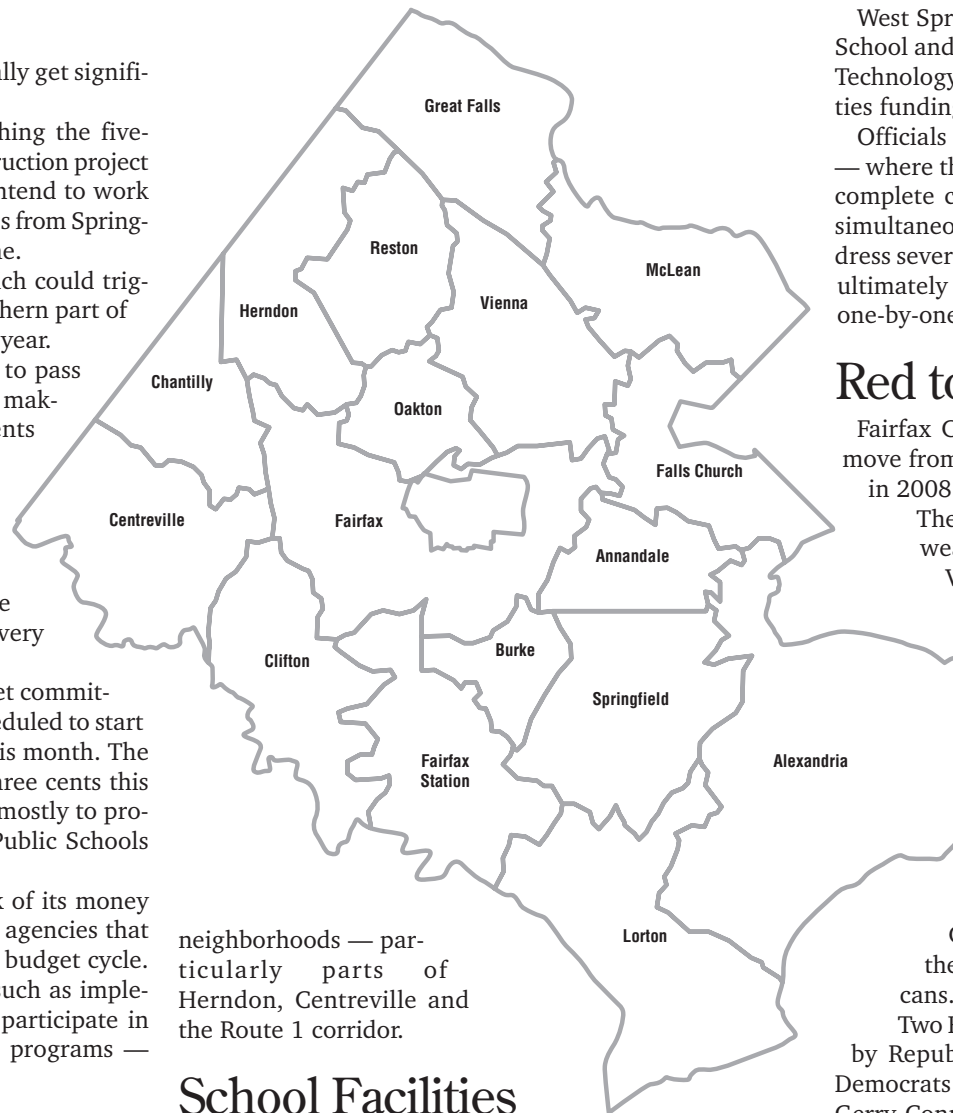 ally get signifi-
hing the five-
ruction project
ntend to work
s from Spring-
ne.
ch could trig-
thern part of
year.
to pass
mak-
ents
e
very
et commit-
eduled to start
is month. The
hree cents this
mostly to pro-
Public Schools
k of its money
agencies that
budget cycle.
such as imple-
participate in
programs —
Great Falls
Reston
McLean
Herndon
Vienna
Chantilly
Oakton
Falls Church
Centreville
Fairfax
Annandale
Clifton
Burke
Springfield
Fairfax
Station
Alexandria
Lorton
neighborhoods — par-
ticularly parts of
Herndon, Centreville and
the Route 1 corridor.
School Facilities
West Spr
School and
Technology
ties funding
Officials
— where th
complete c
simultaneo
dress sever
ultimately
one-by-one
Red to
Fairfax C
move from
in 2008
The
wea
V
the
cans.
Two
by Repub
Democrats
Gerry Conn